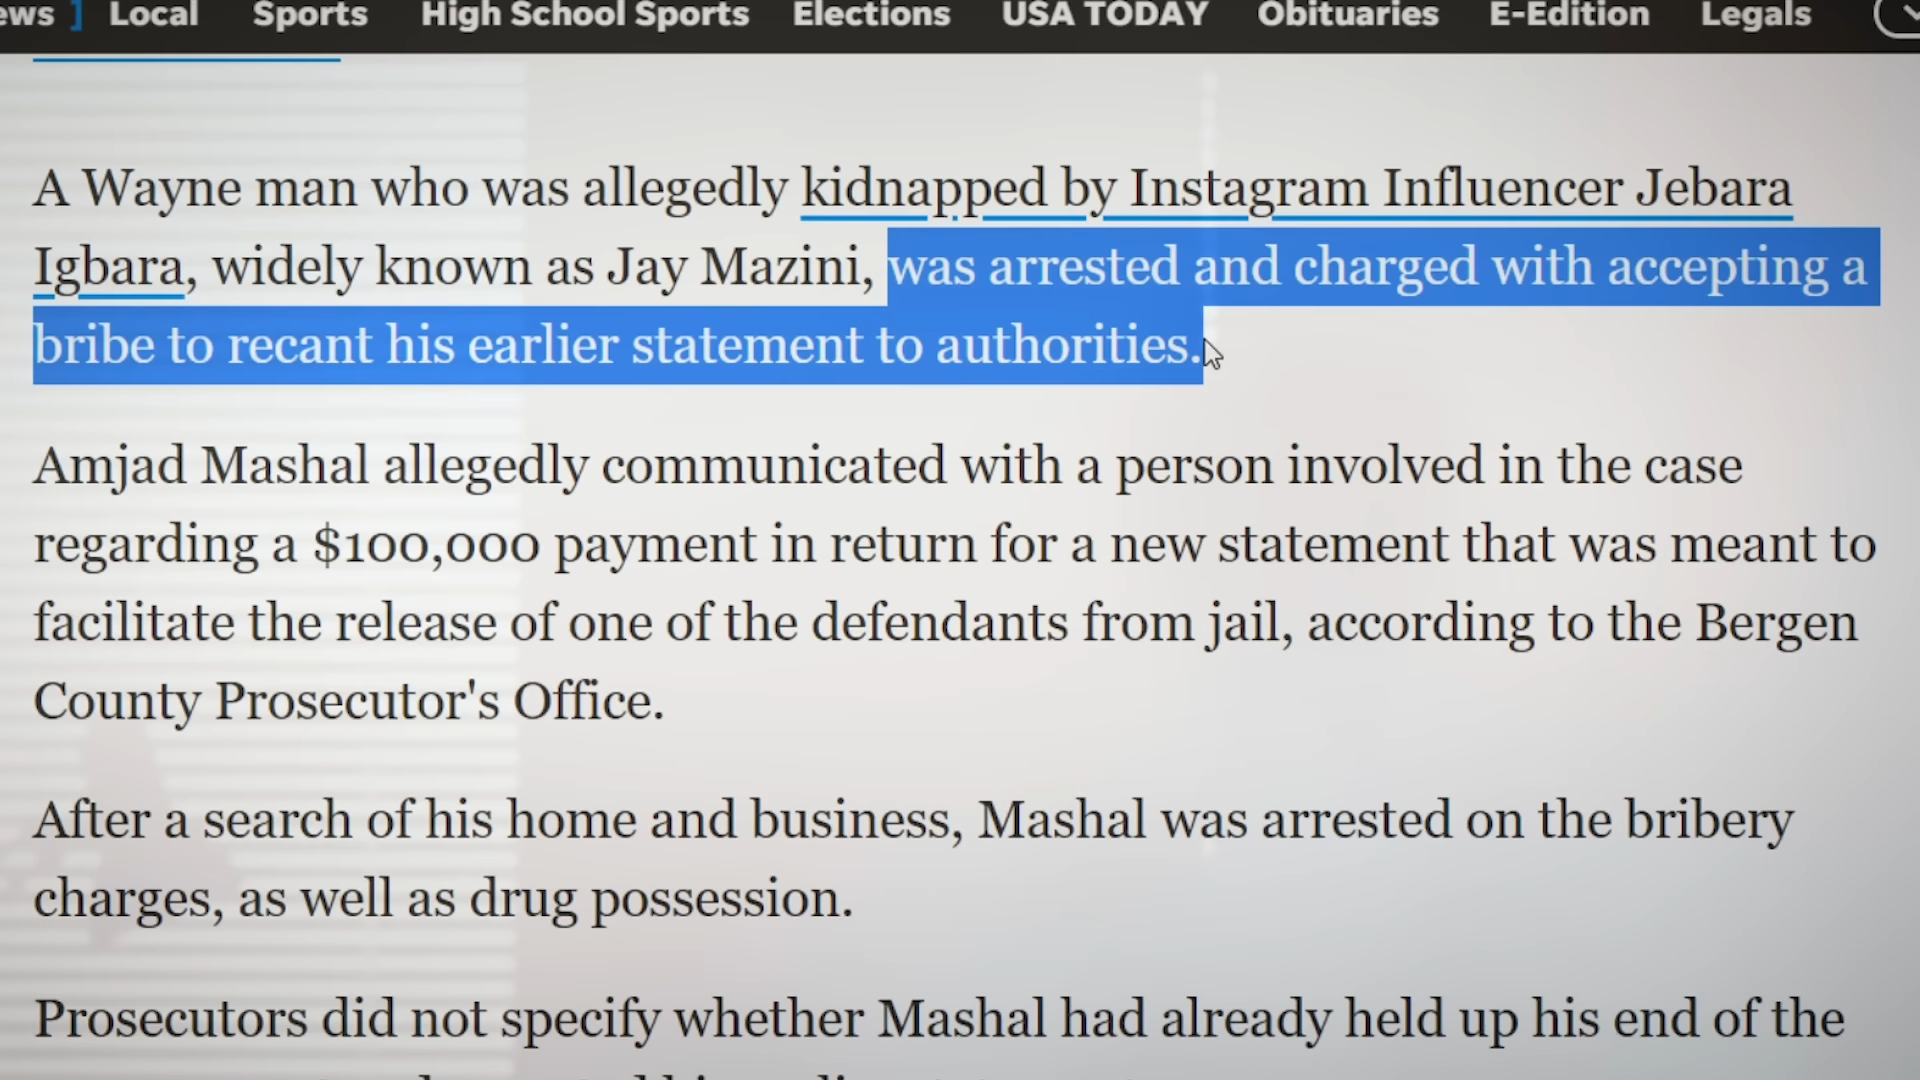 ews ] Local Sports High School Sports Elections USA TODAY Obituaries E-Edition Legals
A Wayne man who was allegedly kidnapped by Instagram Influencer Jebara
Igbara, widely known as Jay Mazini, was arrested and charged with accepting a
bribe to recant his earlier statement to authorities.
Amjad Mashal allegedly communicated with a person involved in the case
regarding a $100,000 payment in return for a new statement that was meant to
facilitate the release of one of the defendants from jail, according to the Bergen
County Prosecutor's Office.
After a search of his home and business, Mashal was arrested on the bribery
charges, as well as drug possession.
Prosecutors did not specify whether Mashal had already held up his end of the